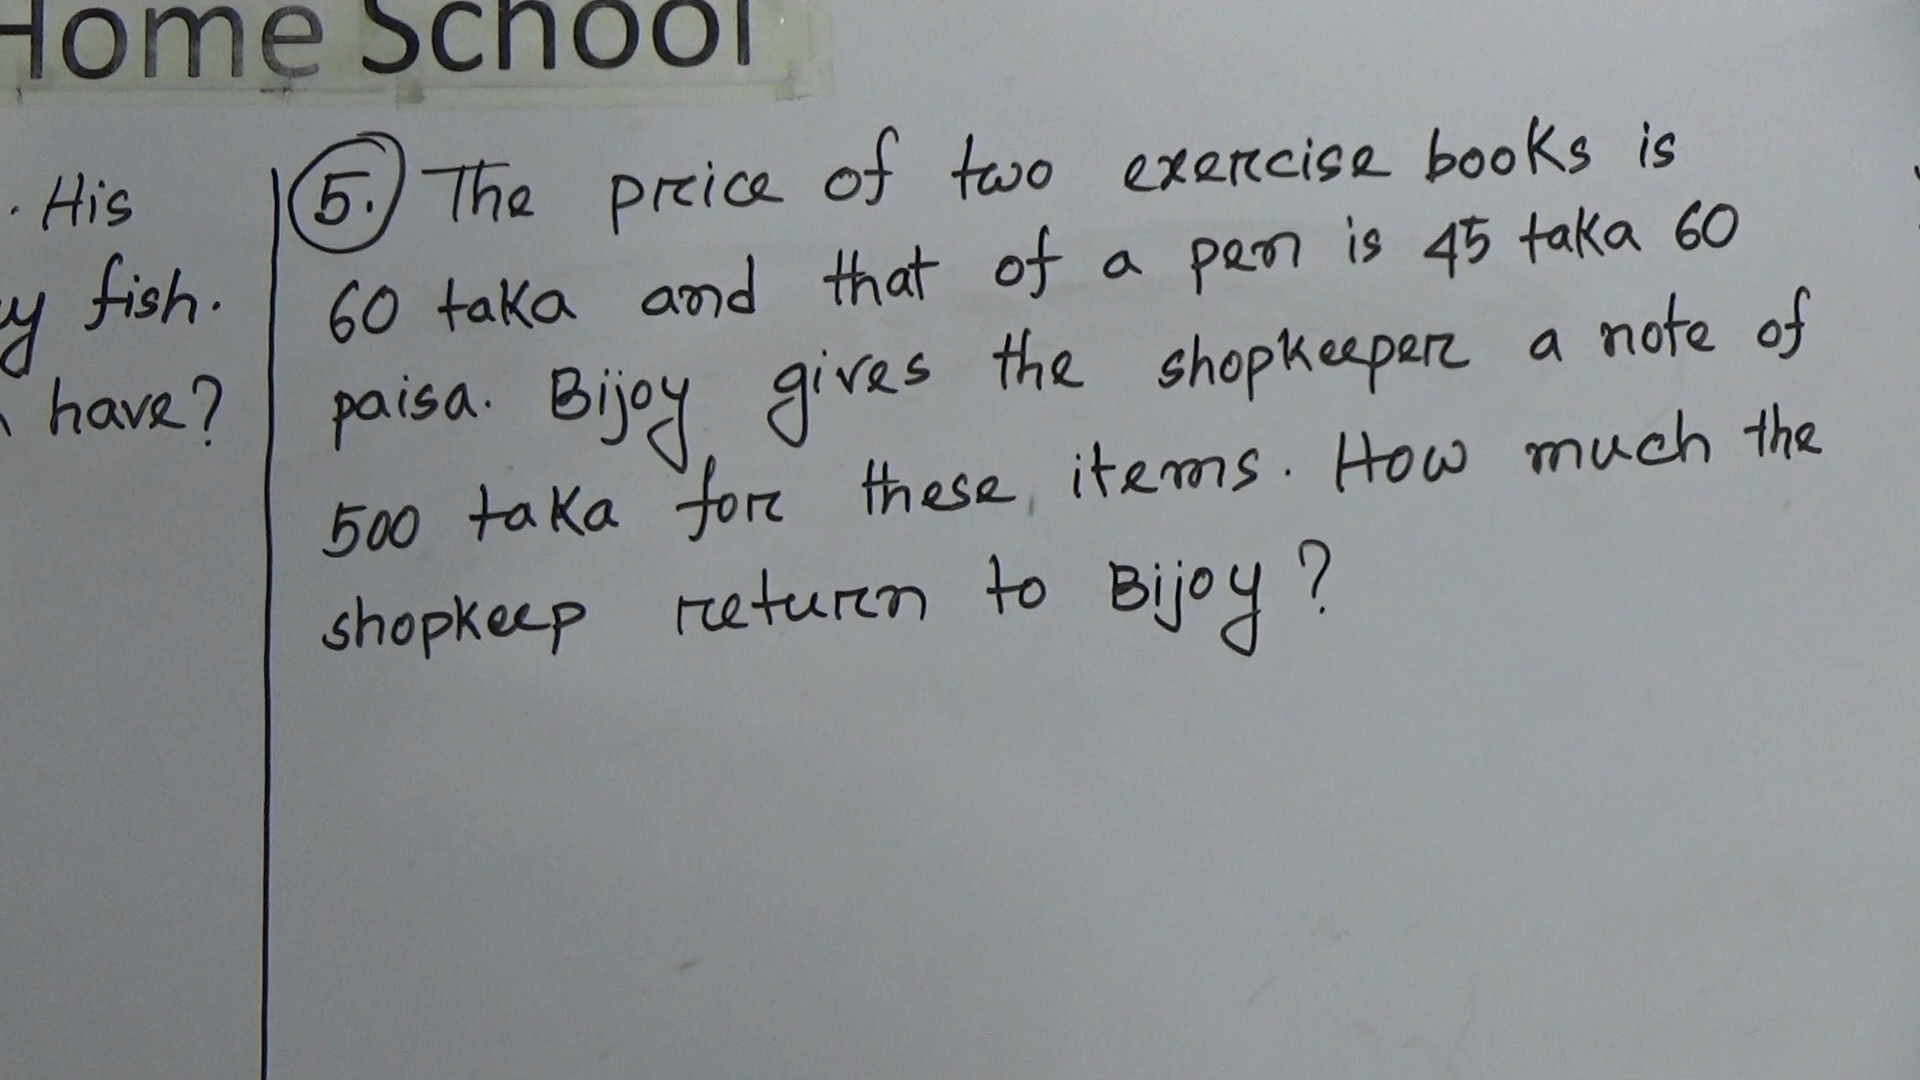 Home School
. His
y fish.
have?
5. The price of two exercise books is
60 taka and that of a pen is 45 taka 60
paisa. Bijoy gives the shopkeeper a note of
500 taka for these items. How much the
shopkeep return to Bijoy?